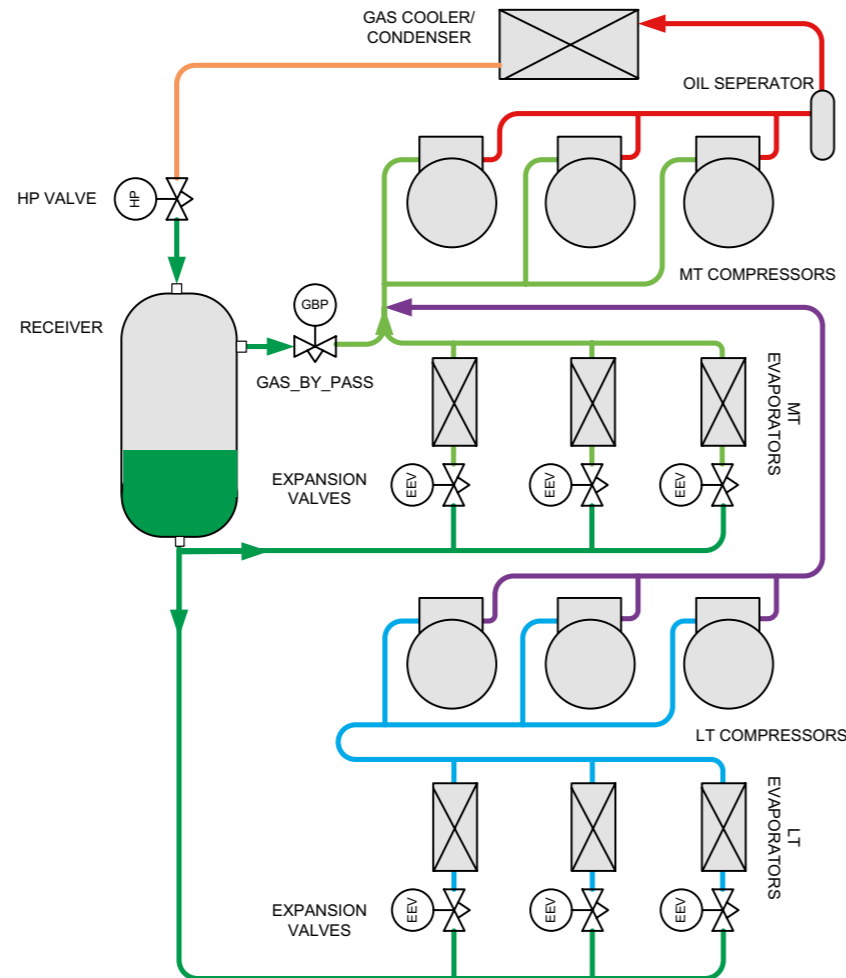 GAS COOLER/
CONDENSER
OIL SEPERATOR
HP VALVE
HP
MT COMPRESSORS
RECEIVER
GBP
GAS_BY_PASS
MT
EVAPORATORS
EXPANSION
VALVES
EEV
EEV
EEV
LT COMPRESSORS
LT
EVAPORATORS
EXPANSION
VALVES
EEV
EEV
EEV